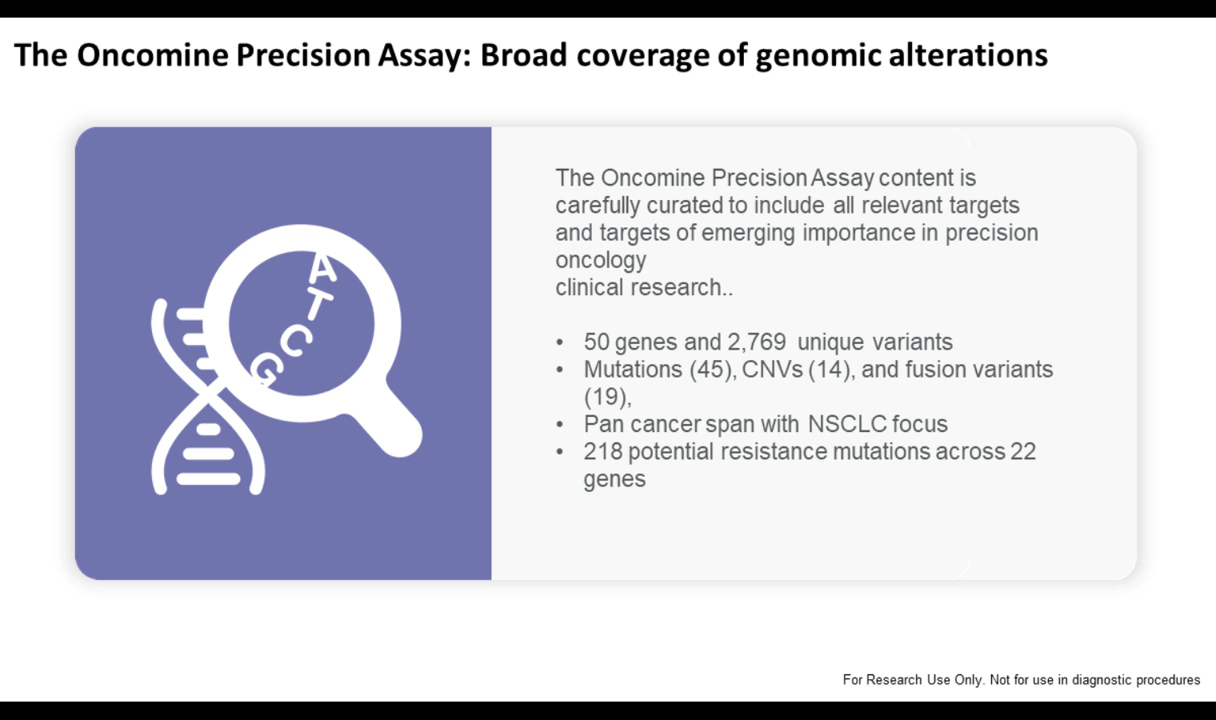 The Oncomine Precision Assay: Broad coverage of genomic alterations
A
T
C
G
The Oncomine Precision Assay content is
carefully curated to include all relevant targets
and targets of emerging importance in precision
oncology
clinical research..
• 50 genes and 2,769 unique variants
• Mutations (45), CNVs (14), and fusion variants
(19),
• Pan cancer span with NSCLC focus
• 218 potential resistance mutations across 22
genes
For Research Use Only. Not for use in diagnostic procedures